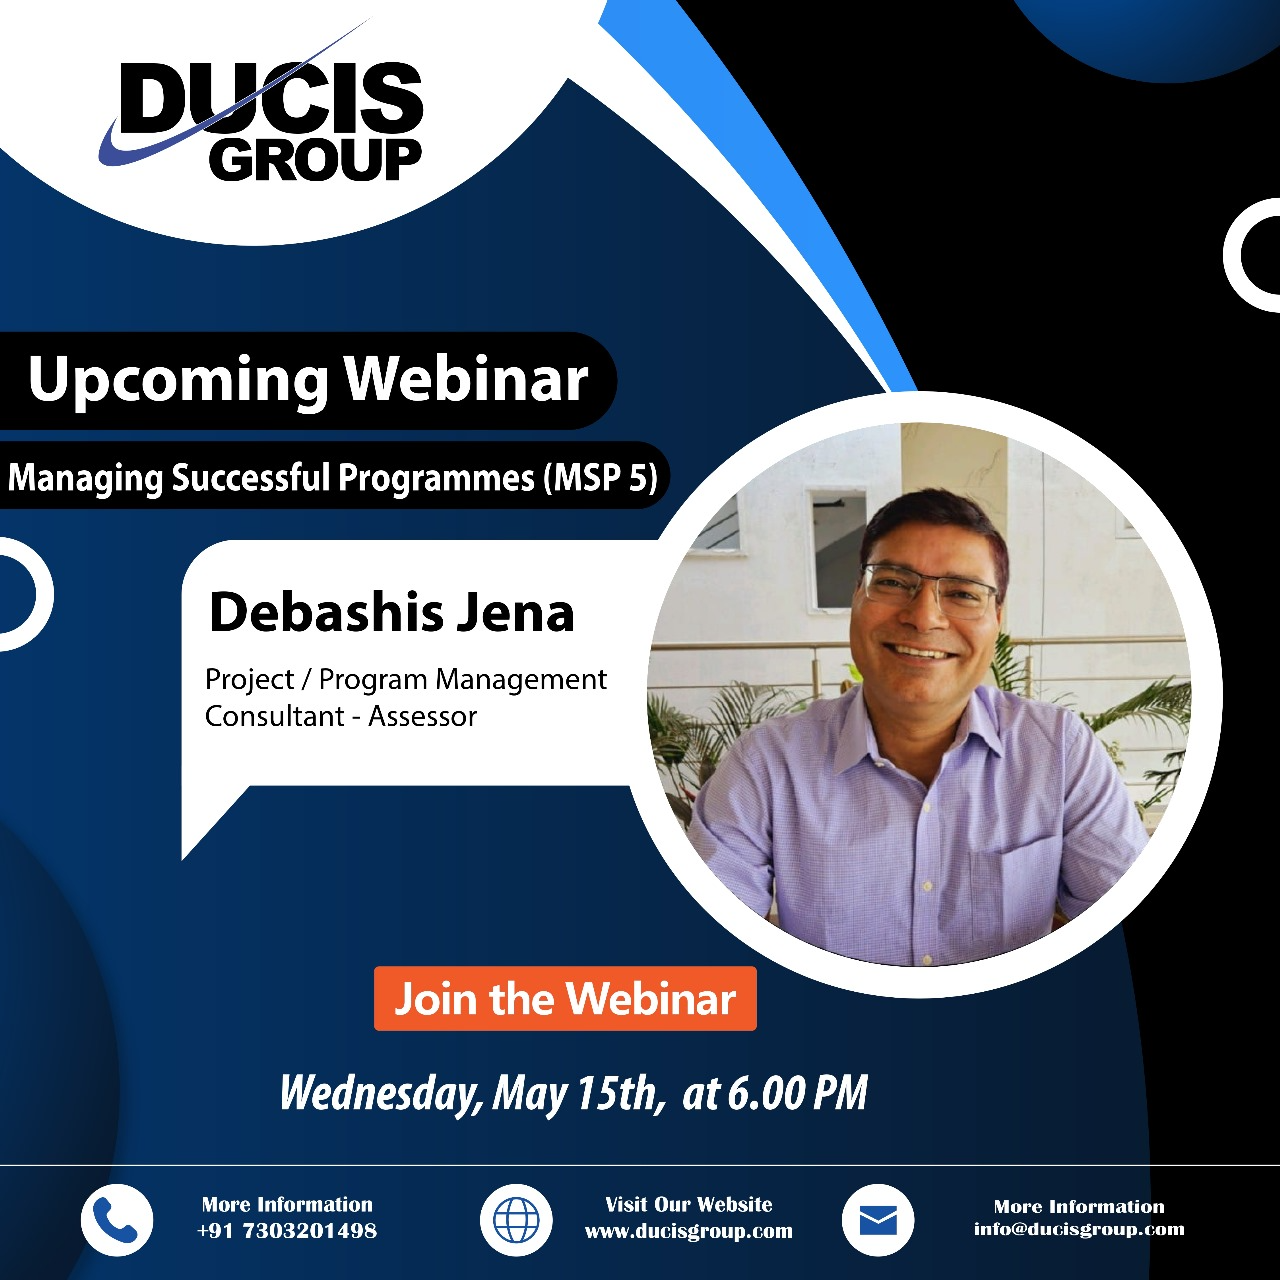 DUCIS
GROUP
Upcoming Webinar
Managing Successful Programmes (MSP 5)
Debashis Jena
Project / Program Management
Consultant - Assessor
Join the Webinar
Wednesday, May 15th, at 6.00 PM
More Information
+91 7303201498
Visit Our Website
www.ducisgroup.com
More Information
info@ducisgroup.com